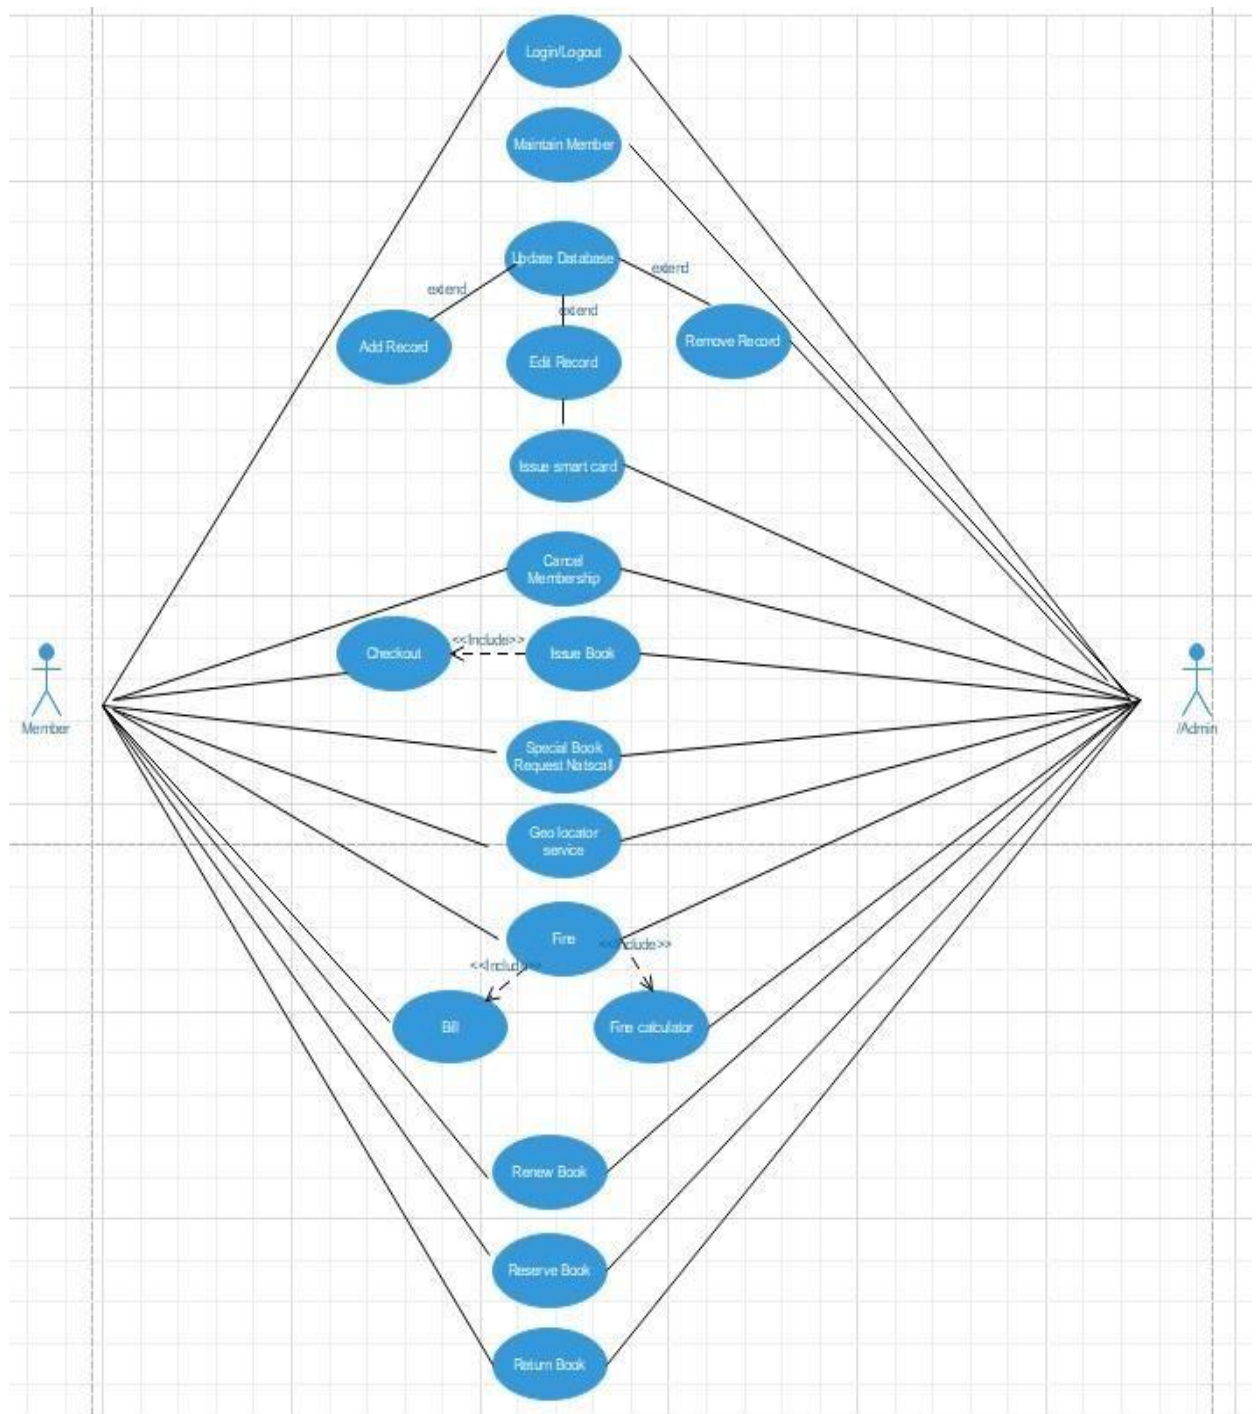 Login/Logout
Maintain Member
Update Database
extend
extend
extend
Add Record
Edit Record
Remove Record
Issue smart card
Cancel
Membership
Checkout
<<Include>>
Issue Book
Member
/Admin
Special Book
Request Natscall
Geo locator
service
Fine
<<Include>>
<<Include>>
Bill
Fine calculator
Renew Book
Reserve Book
Return Book